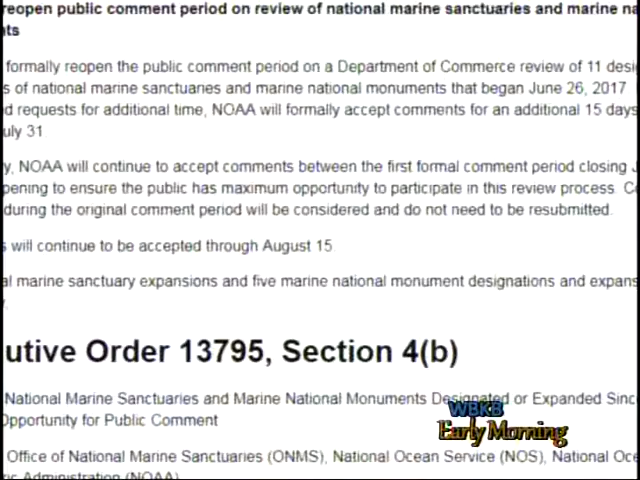 reopen public comment period on review of national marine sanctuaries and marine na
ts
formally reopen the public comment period on a Department of Commerce review of 11 desi
s of national marine sanctuaries and marine national monuments that began June 26, 2017
d requests for additional time, NOAA will formally accept comments for an additional 15 days
uly 31
y, NOAA will continue to accept comments between the first formal comment period closing J
pening to ensure the public has maximum opportunity to participate in this review process. Co
during the original comment period will be considered and do not need to be resubmitted.
s will continue to be accepted through August 15
al marine sanctuary expansions and five marine national monument designations and expans
y.
utive Order 13795, Section 4(b)
National Marine Sanctuaries and Marine National Monuments Designated or Expanded Sinc
Opportunity for Public Comment
Office of National Marine Sanctuaries (ONMS), National Ocean Service (NOS), National Oce
ric Administration (NOAA)
WBKB
Early Morning